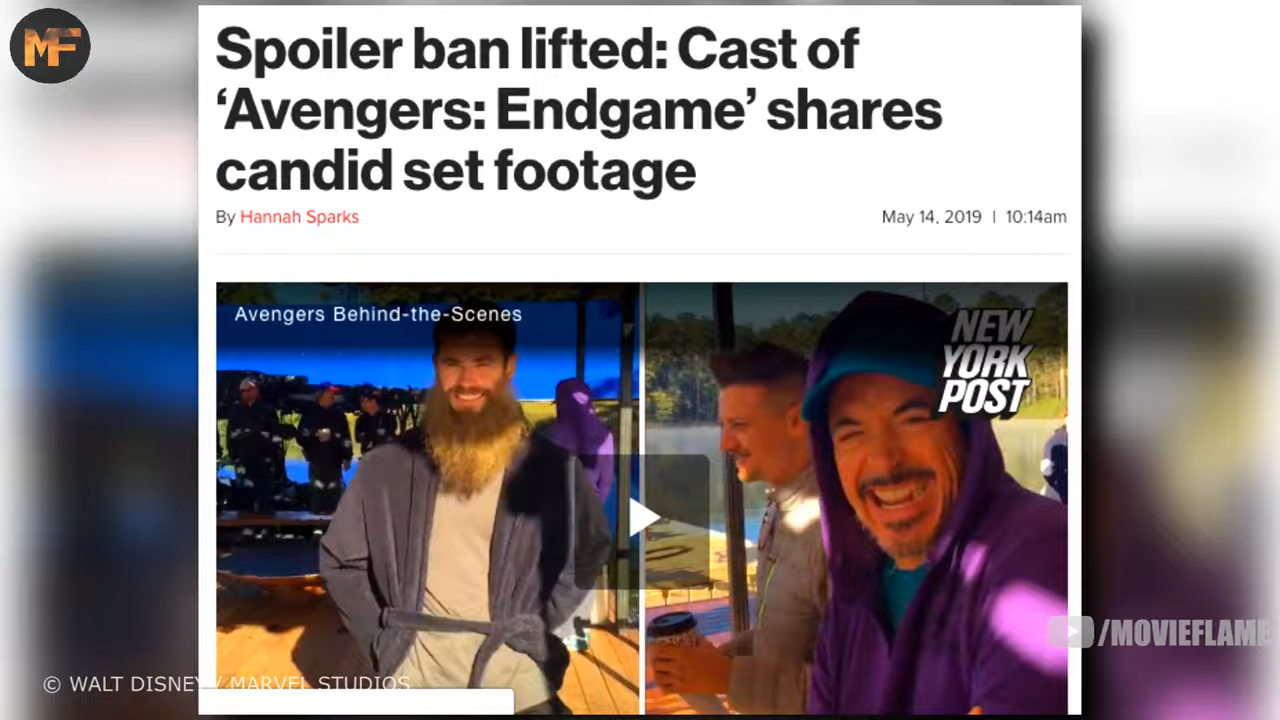 MF
Spoiler ban lifted: Cast of
‘Avengers: Endgame’ shares
candid set footage
By Hannah Sparks
May 14, 2019 | 10:14am
Avengers Behind-the-Scenes
NEW
YORK
POST
/MOVIEFLAME
© WALT DISNEY / MARVEL STUDIOS